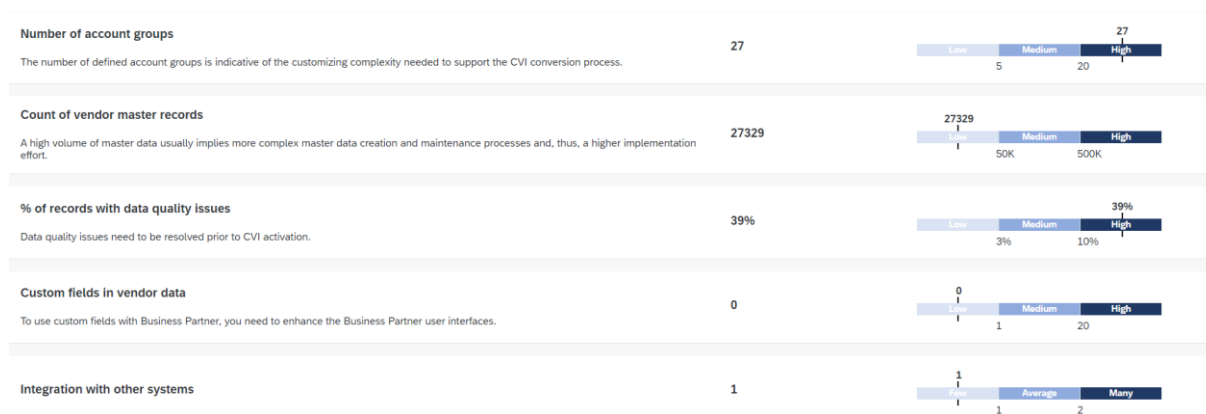 Number of account groups
27
27
Low Medium High
The number of defined account groups is indicative of the customizing complexity needed to support the CVI conversion process.
5 20
Count of vendor master records
27329
27329
Low Medium High
A high volume of master data usually implies more complex master data creation and maintenance processes and, thus, a higher implementation
effort.
50K 500K
% of records with data quality issues
39%
39%
Low Medium High
Data quality issues need to be resolved prior to CVI activation.
3% 10%
Custom fields in vendor data
0
0
Low Medium High
To use custom fields with Business Partner, you need to enhance the Business Partner user interfaces.
1 20
Integration with other systems
1
1
Few Average Many
1 2